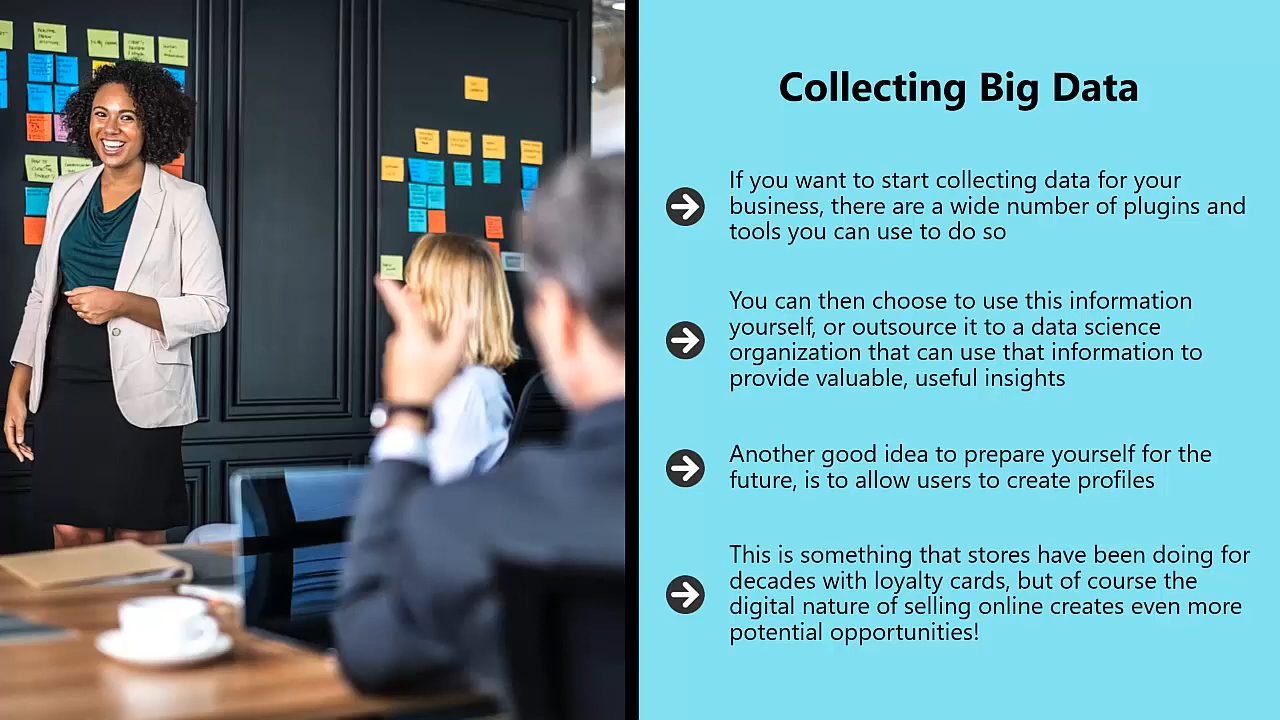 Collecting Big Data
If you want to start collecting data for your
business, there are a wide number of plugins and
tools you can use to do so
You can then choose to use this information
yourself, or outsource it to a data science
organization that can use that information to
provide valuable, useful insights
Another good idea to prepare yourself for the
future, is to allow users to create profiles
This is something that stores have been doing for
decades with loyalty cards, but of course the
digital nature of selling online creates even more
potential opportunities!